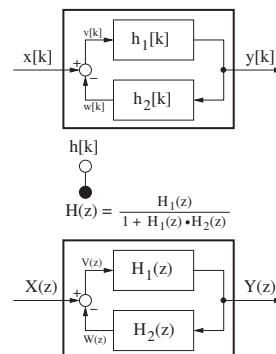 v[k]
h₁[k]
x[k] + − y[k]
w[k]
h₂[k]
h[k]
H(z) = H₁(z) / 1 + H₁(z) • H₂(z)
V(z)
H₁(z)
X(z) + − Y(z)
W(z)
H₂(z)